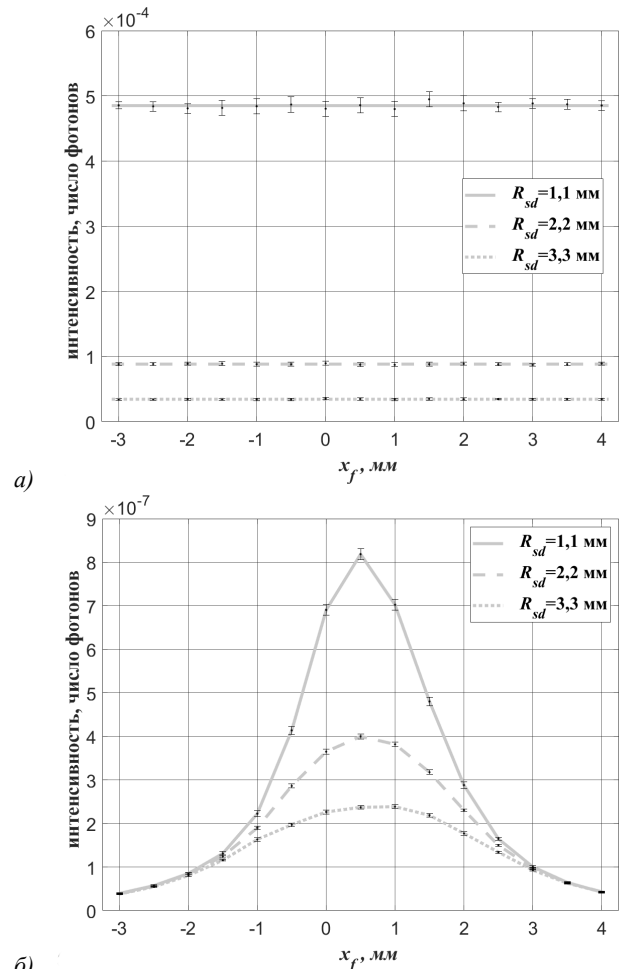 ×10⁻⁴
6
5
4
3
2
1
0
интенсивность, число фотонов
R_sd=1,1 мм
R_sd=2,2 мм
R_sd=3,3 мм
-3 -2 -1 0 1 2 3 4
x_f, мм
а)
×10⁻⁷
9
8
7
6
5
4
3
2
1
0
интенсивность, число фотонов
R_sd=1,1 мм
R_sd=2,2 мм
R_sd=3,3 мм
-3 -2 -1 0 1 2 3 4
x_f, мм
б)